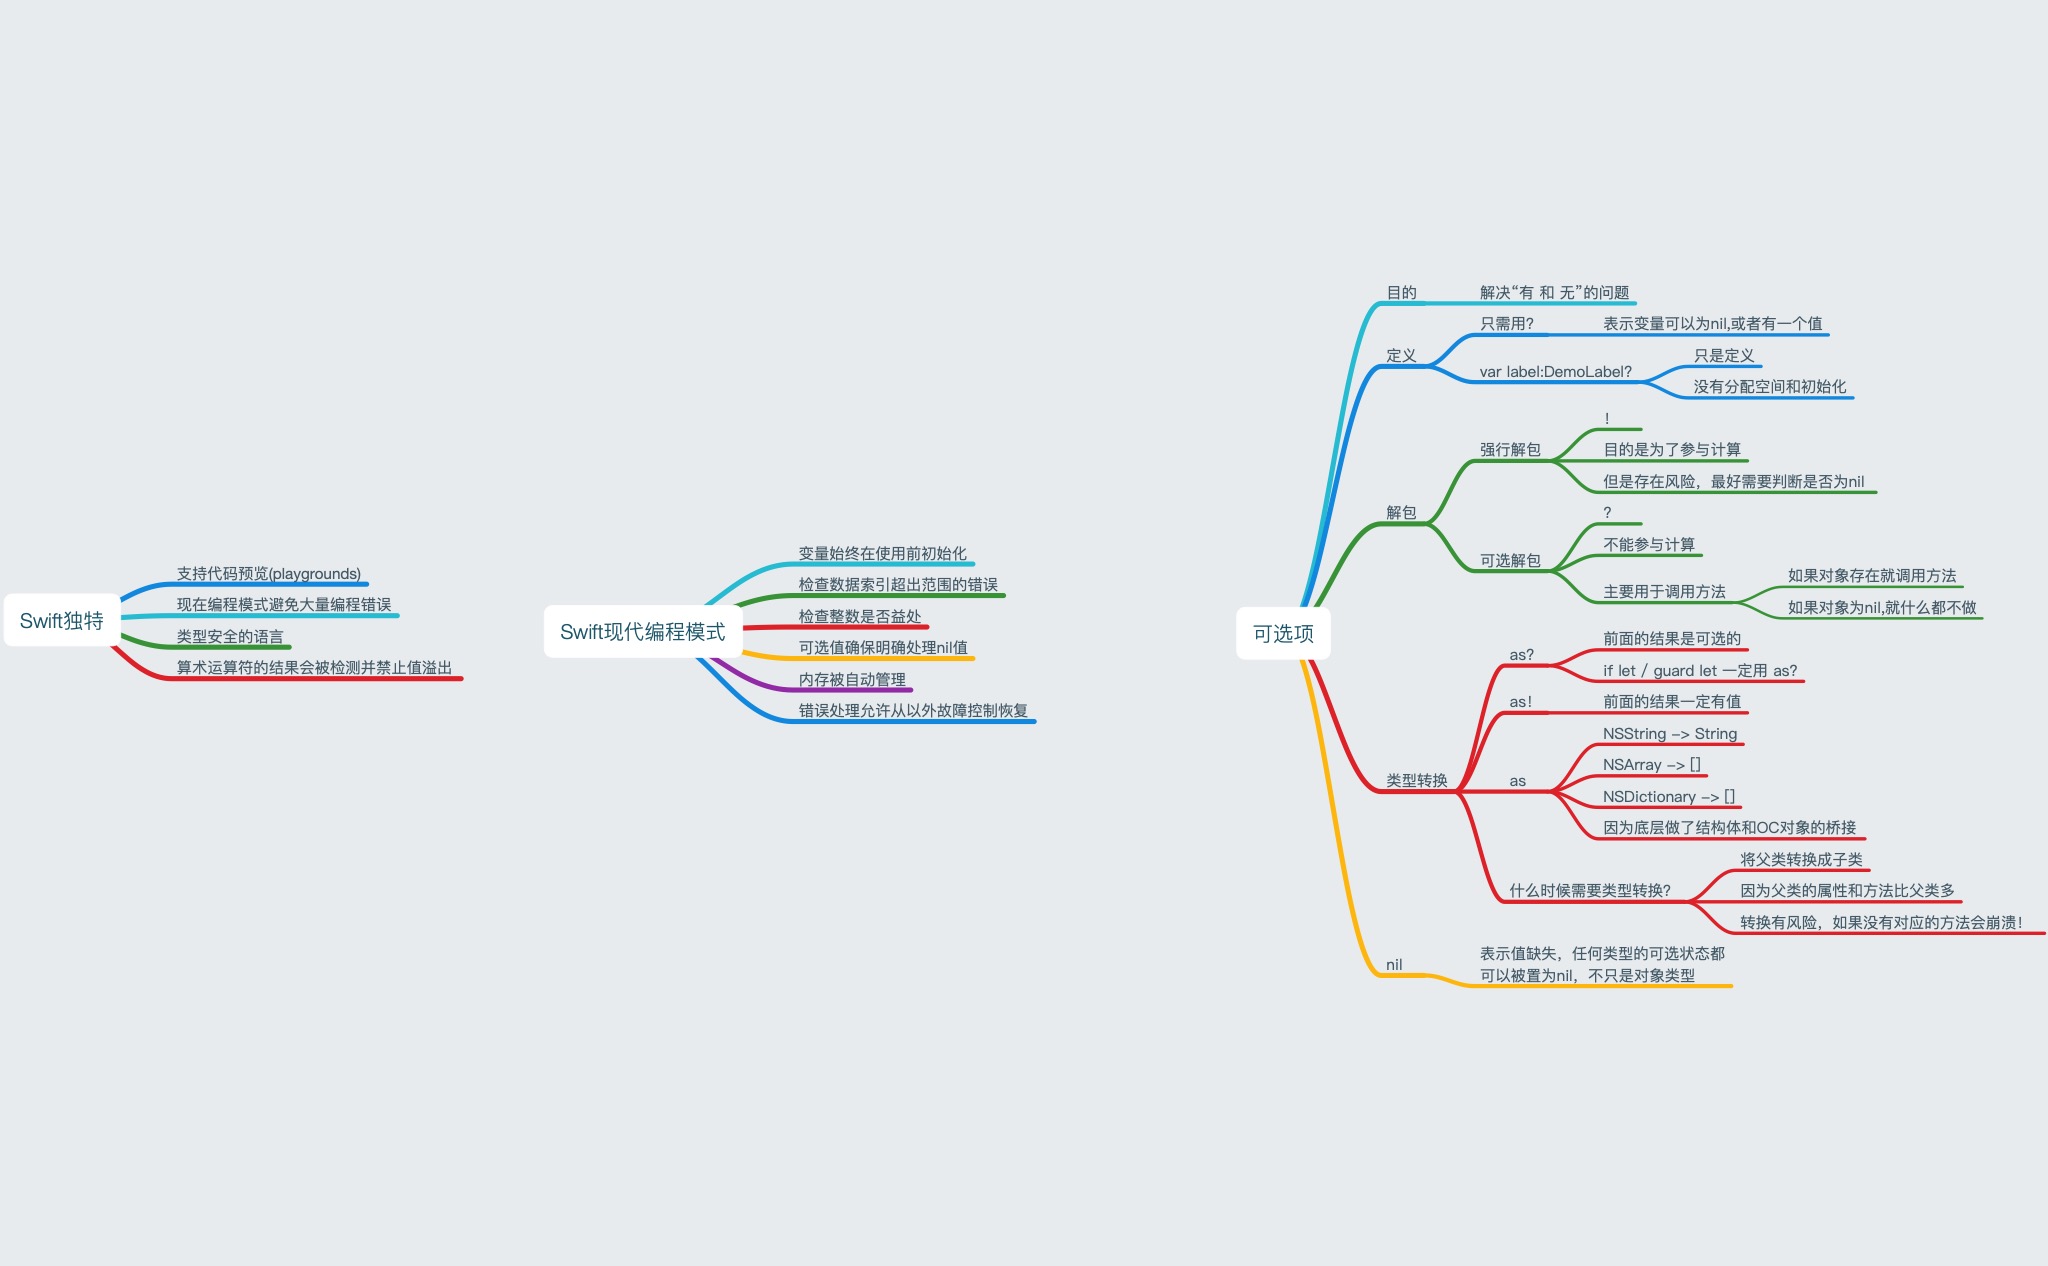 Swift独特
支持代码预览(playgrounds)
现在编程模式避免大量编程错误
类型安全的语言
算术运算符的结果会被检测并禁止值溢出
Swift现代编程模式
变量始终在使用前初始化
检查数据索引超出范围的错误
检查整数是否益处
可选值确保明确处理nil值
内存被自动管理
错误处理允许从以外故障控制恢复
可选项
目的
解决“有 和 无”的问题
定义
只需用?
表示变量可以为nil,或者有一个值
var label:DemoLabel?
只是定义
没有分配空间和初始化
解包
强行解包
!
目的是为了参与计算
但是存在风险，最好需要判断是否为nil
可选解包
?
不能参与计算
主要用于调用方法
如果对象存在就调用方法
如果对象为nil,就什么都不做
类型转换
as?
前面的结果是可选的
if let / guard let 一定用 as?
as!
前面的结果一定有值
as
NSString -> String
NSArray -> []
NSDictionary -> []
因为底层做了结构体和OC对象的桥接
什么时候需要类型转换?
将父类转换成子类
因为父类的属性和方法比父类多
转换有风险，如果没有对应的方法会崩溃!
nil
表示值缺失，任何类型的可选状态都
可以被置为nil，不只是对象类型